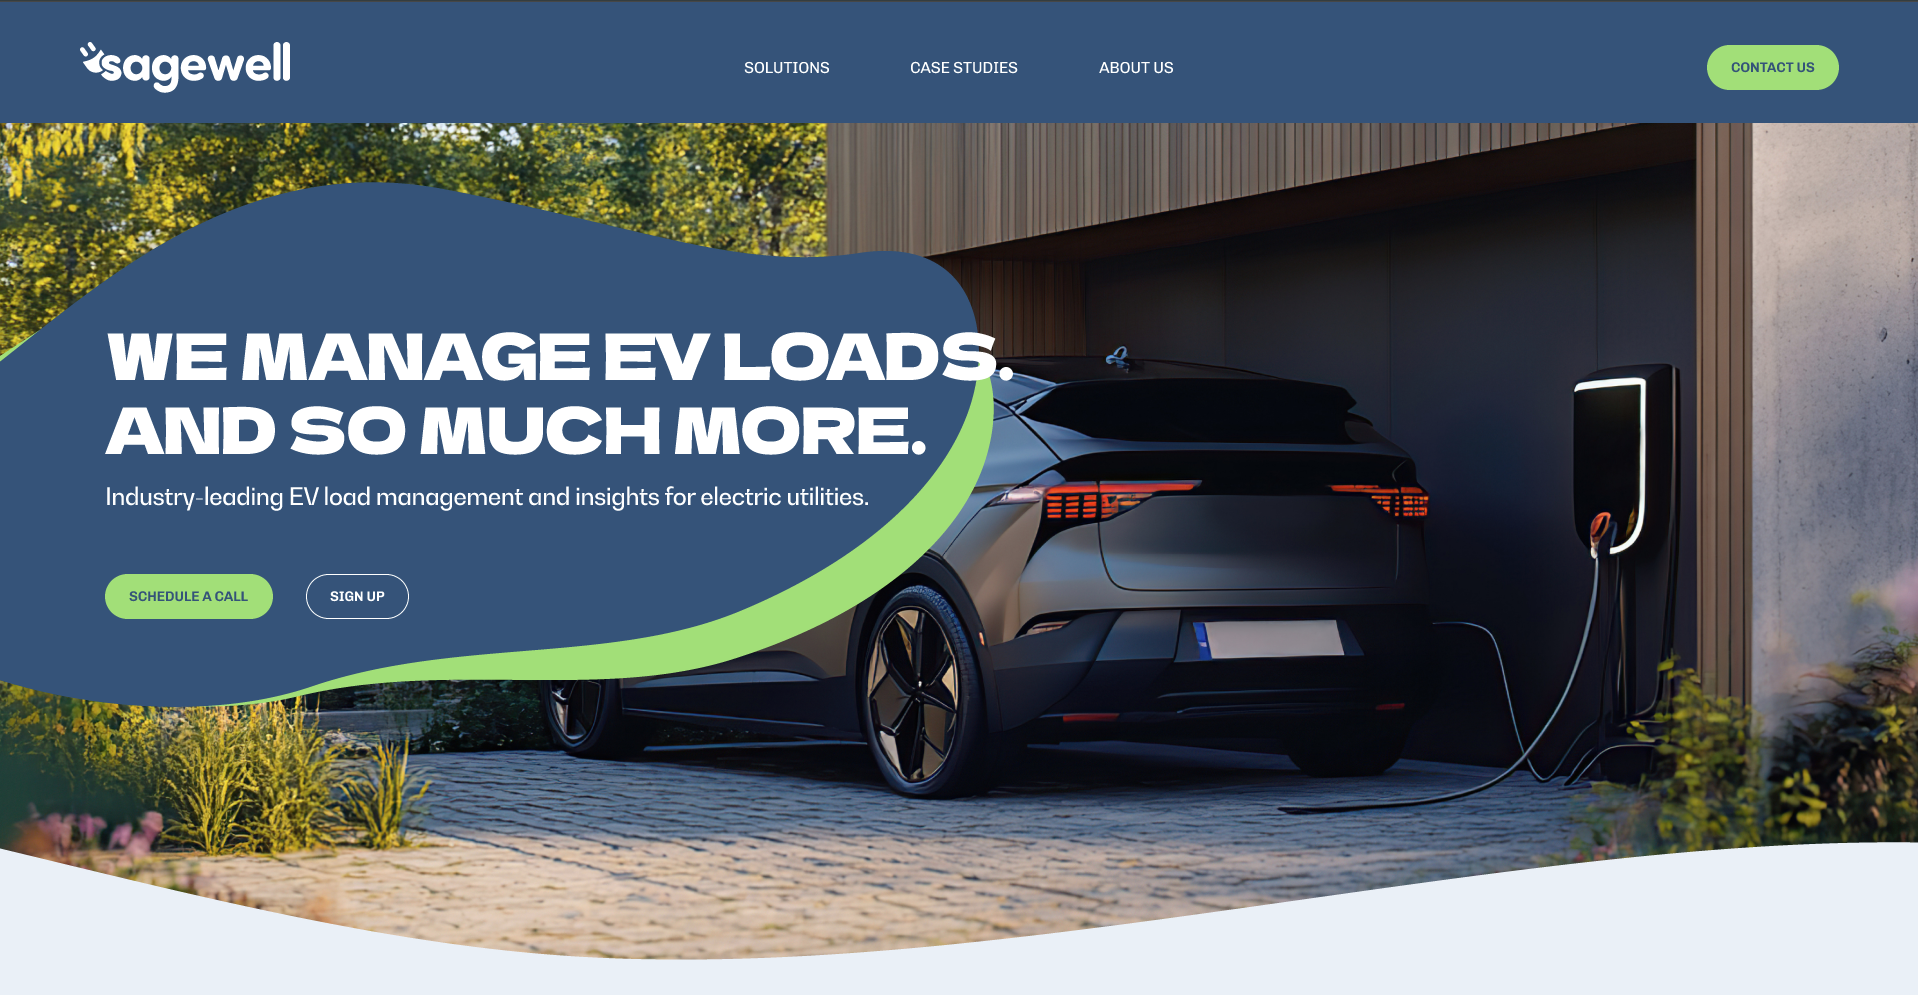 sagewell
SOLUTIONS
CASE STUDIES
ABOUT US
CONTACT US
WE MANAGE EV LOADS.
AND SO MUCH MORE.
Industry-leading EV load management and insights for electric utilities.
SCHEDULE A CALL
SIGN UP